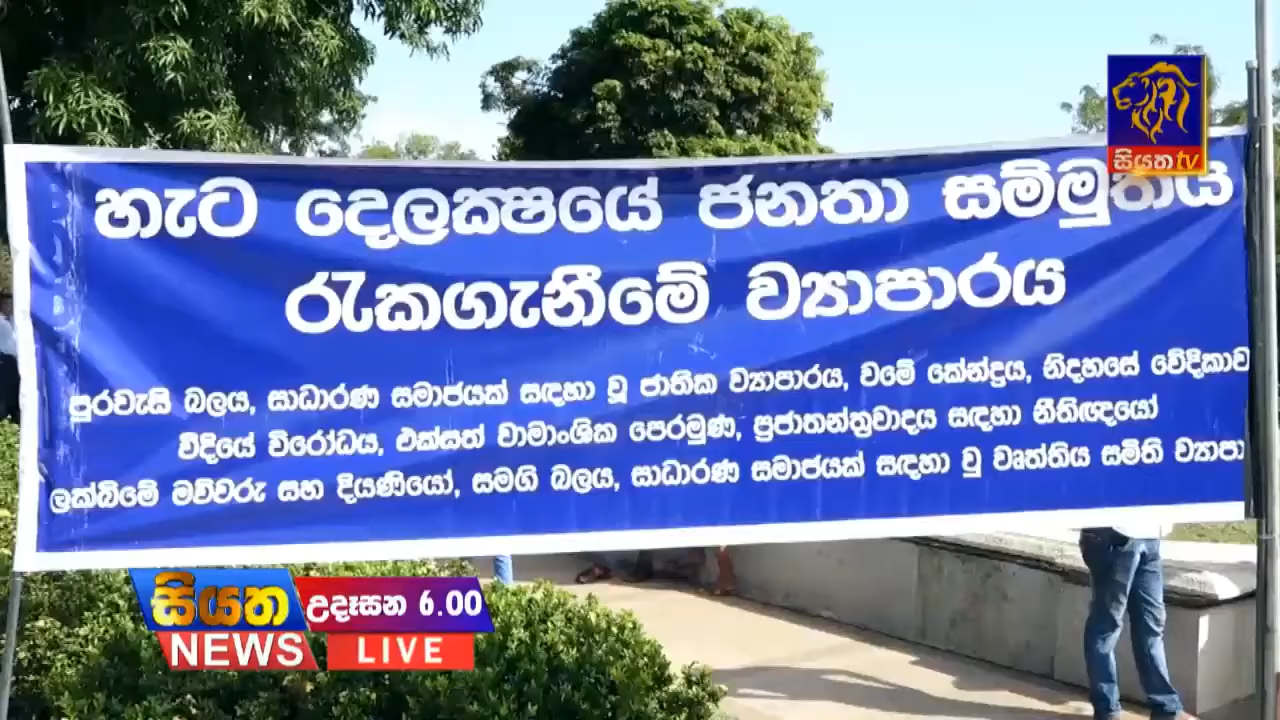 සියත tv
හැට දෙලක්‍ෂයේ ජනතා සම්මුතිය
රැකගැනීමේ ව්‍යාපාරය
පුරවැසි බලය, සාධාරණ සමාජයක් සඳහා වූ ජාතික ව්‍යාපාරය, වමේ කේන්ද්‍රය, නිදහසේ වේදිකාව
වීදියේ විරෝධය, එක්සත් වාමාංශික පෙරමුණ, ප්‍රජාතන්ත්‍රවාදය සඳහා නීතිඥයෝ
ලක්බිමේ මව්වරු සහ දියණියෝ, සමගි බලය, සාධාරණ සමාජයක් සඳහා වූ වෘත්තිය සමිති ව්‍යාපා
සියත උදෑසන 6.00
NEWS LIVE